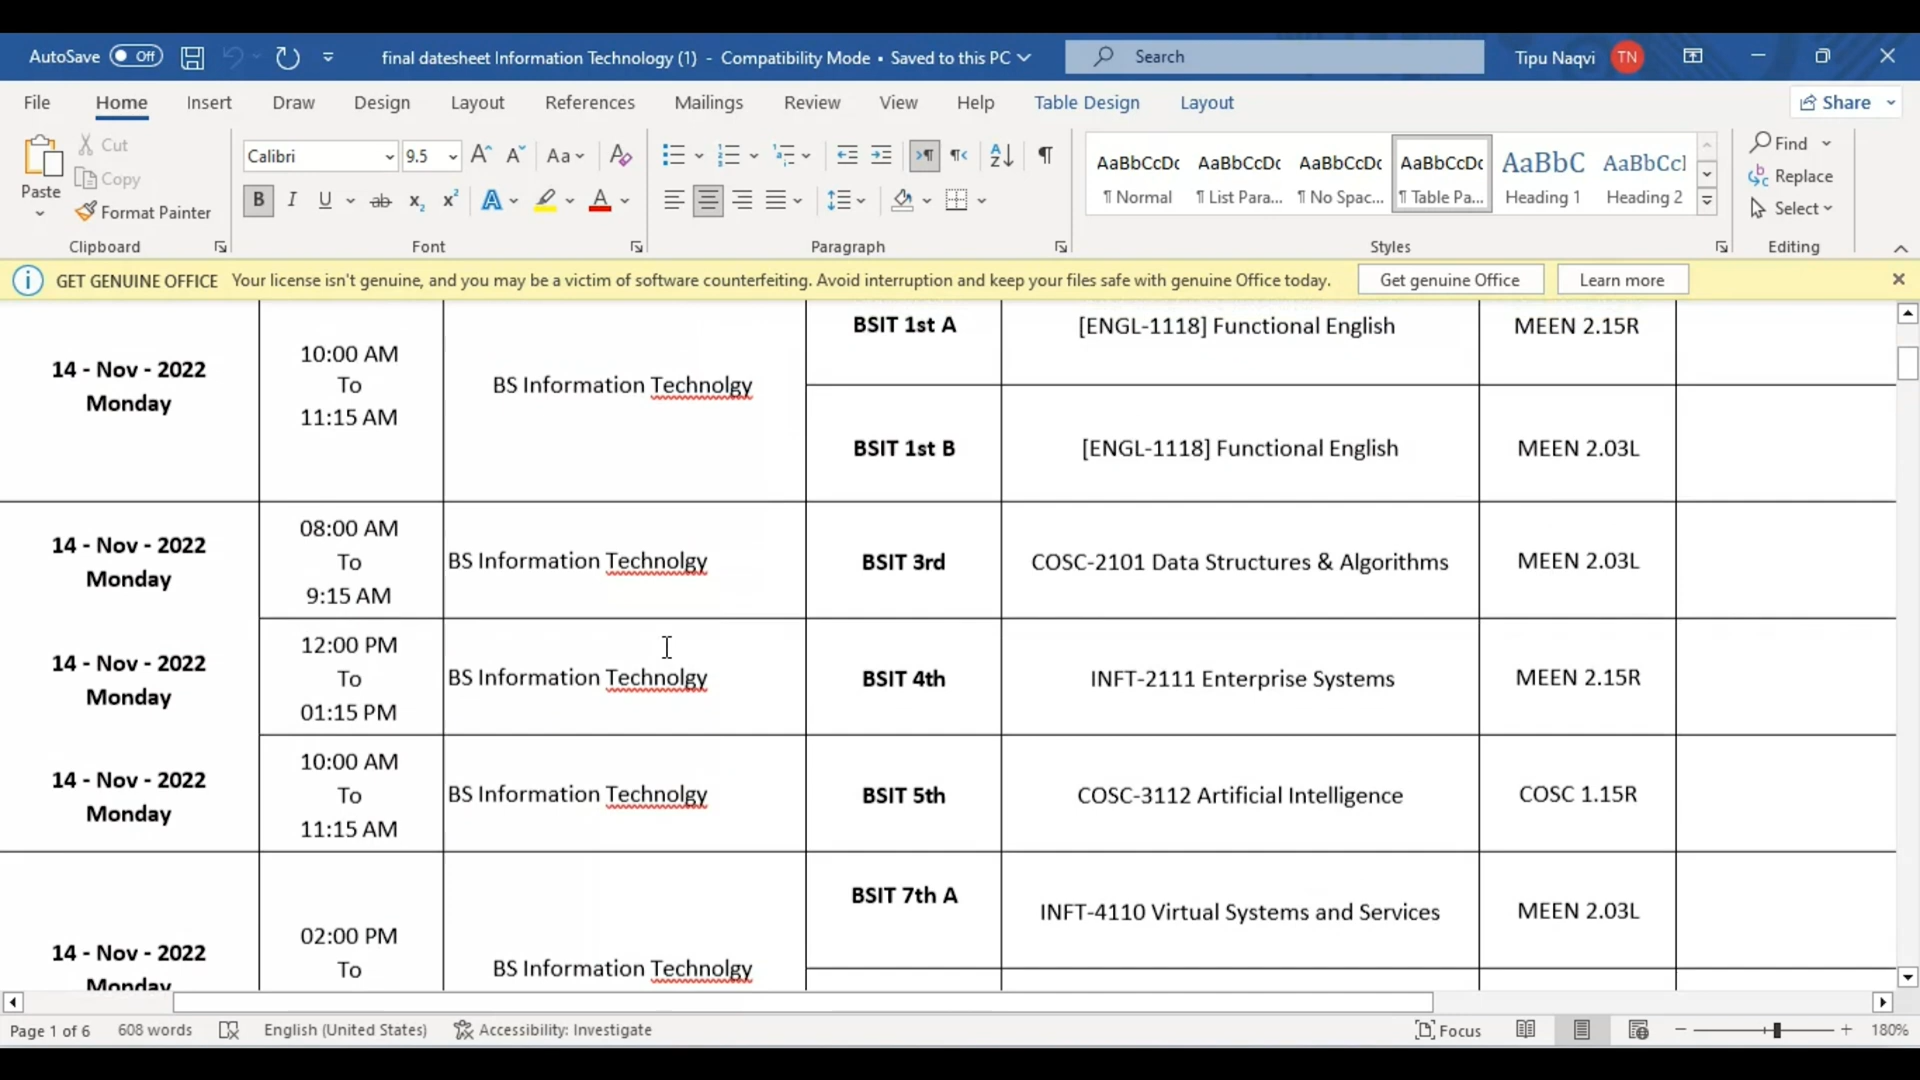 AutoSave Off
final datesheet Information Technology (1) - Compatibility Mode • Saved to this PC
Search
Tipu Naqvi TN
File Home Insert Draw Design Layout References Mailings Review View Help Table Design Layout
Share
Paste
Cut
Copy
Format Painter
Clipboard
Calibri 9.5
Font
Paragraph
AaBbCcDc AaBbCcDc AaBbCcDc AaBbCcDc AaBbC AaBbCcl
¶ Normal ¶ List Para... ¶ No Spac... ¶ Table Pa... Heading 1 Heading 2
Styles
Find
Replace
Select
Editing
GET GENUINE OFFICE Your license isn't genuine, and you may be a victim of software counterfeiting. Avoid interruption and keep your files safe with genuine Office today. Get genuine Office Learn more
14 - Nov - 2022
Monday
10:00 AM
To
11:15 AM
BS Information Technolgy
BSIT 1st A
[ENGL-1118] Functional English
MEEN 2.15R
BSIT 1st B
[ENGL-1118] Functional English
MEEN 2.03L
14 - Nov - 2022
Monday
08:00 AM
To
9:15 AM
BS Information Technolgy
BSIT 3rd
COSC-2101 Data Structures & Algorithms
MEEN 2.03L
14 - Nov - 2022
Monday
12:00 PM
To
01:15 PM
BS Information Technolgy
BSIT 4th
INFT-2111 Enterprise Systems
MEEN 2.15R
14 - Nov - 2022
Monday
10:00 AM
To
11:15 AM
BS Information Technolgy
BSIT 5th
COSC-3112 Artificial Intelligence
COSC 1.15R
14 - Nov - 2022
Monday
02:00 PM
To
BS Information Technolgy
BSIT 7th A
INFT-4110 Virtual Systems and Services
MEEN 2.03L
Page 1 of 6 608 words English (United States) Accessibility: Investigate
Focus
180%